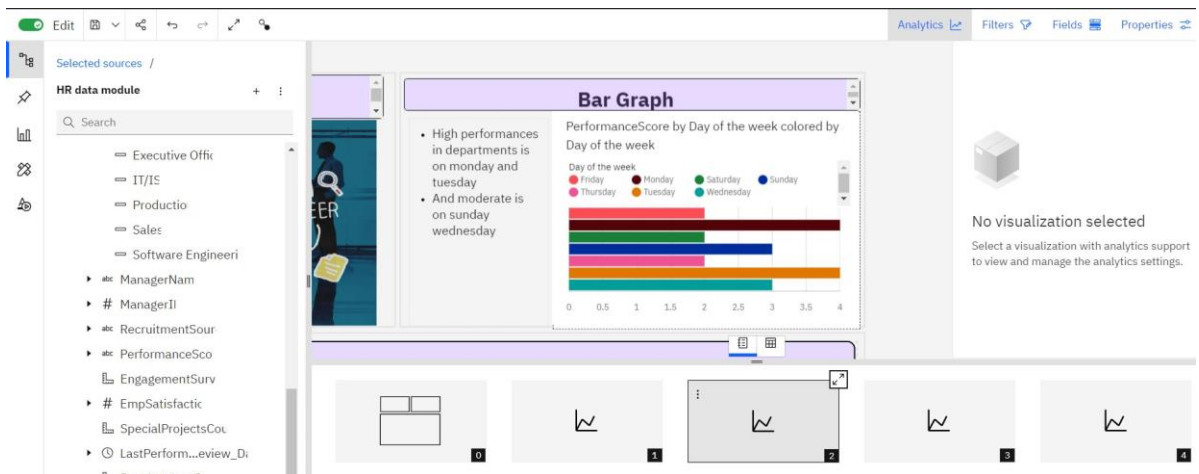 Edit
Analytics
Filters
Fields
Properties
Selected sources /
HR data module
Search
Executive Offic
IT/IS
Productio
Sales
Software Engineeri
abc ManagerNam
# ManagerII
abc RecruitmentSour
abc PerformanceSco
EngagementSurv
# EmpSatisfactic
SpecialProjectsCou
LastPerform...eview_Da
EER
Bar Graph
• High performances
in departments is
on monday and
tuesday
• And moderate is
on sunday
wednesday
PerformanceScore by Day of the week colored by
Day of the week
Day of the week
Friday Monday Saturday Sunday
Thursday Tuesday Wednesday
0 0.5 1 1.5 2 2.5 3 3.5 4
No visualization selected
Select a visualization with analytics support
to view and manage the analytics settings.
0
1
2
3
4